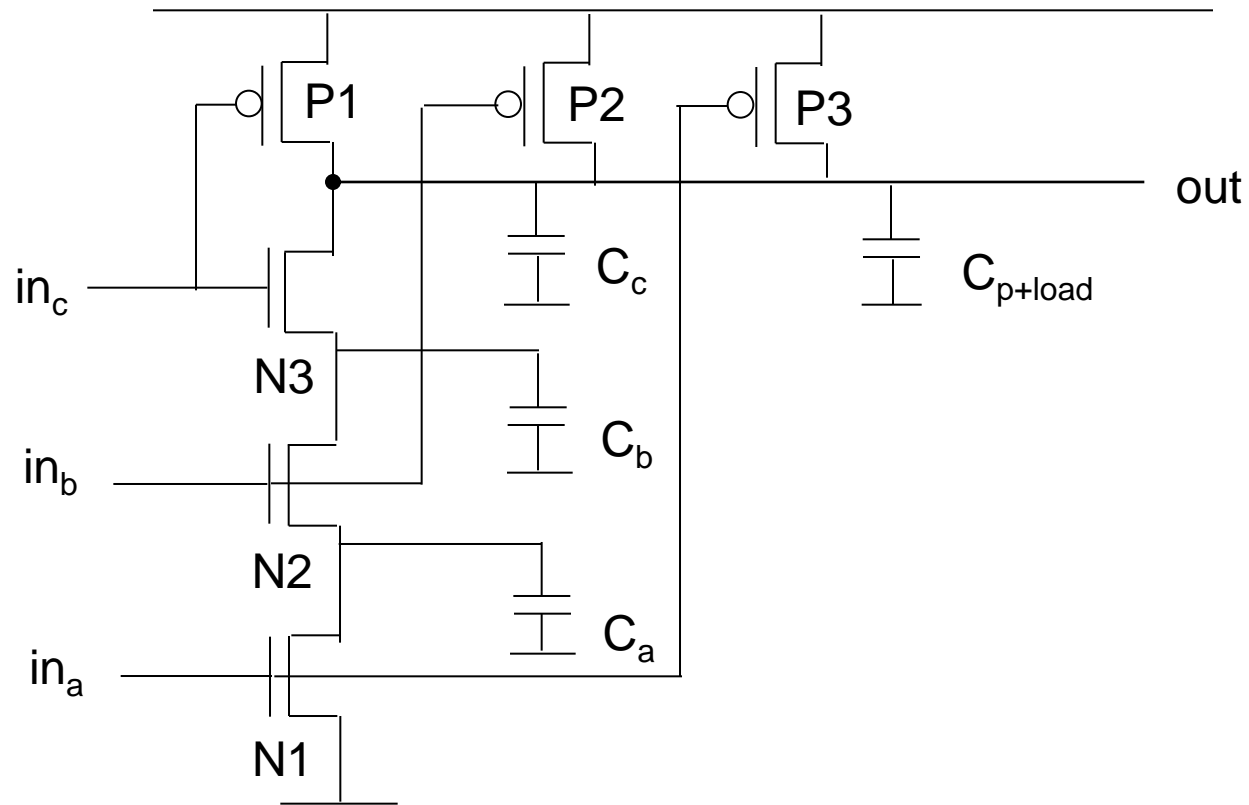 P1
P2
P3
out
in_c
C_c
C_p+load
N3
in_b
C_b
N2
in_a
C_a
N1